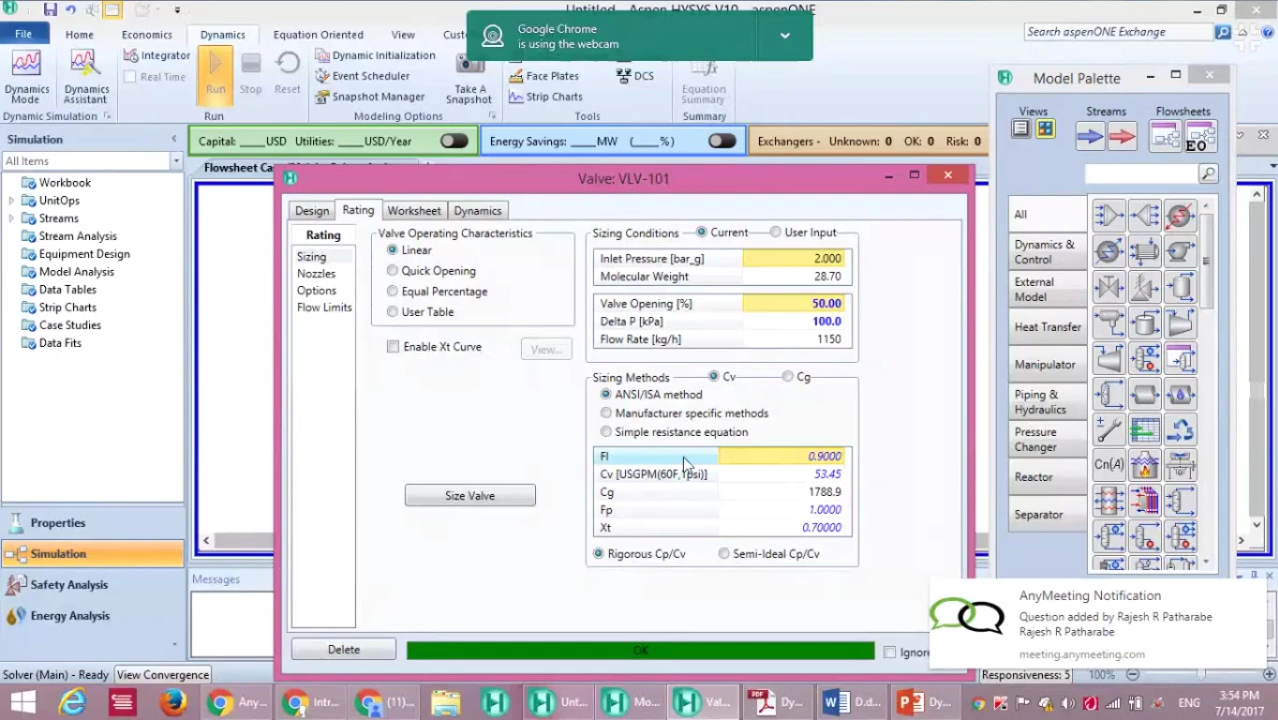 Untitled - Aspen HYSYS V10 - aspenONE
Google Chrome
is using the webcam
File Home Economics Dynamics Equation Oriented View
Search aspenONE Exchange
Integrator
Real Time
Run Stop Reset
Dynamics Mode
Dynamics Assistant
Dynamic Simulation
Run
Dynamic Initialization
Event Scheduler
Snapshot Manager
Modeling Options
Take A Snapshot
Face Plates
DCS
Strip Charts
Tools
Equation Summary
Summary
Model Palette
Views Streams Flowsheets
EO
Simulation
All Items
Capital: ____USD Utilities: ____USD/Year
Energy Savings: ____MW (____%)
Exchangers - Unknown: 0 OK: 0 Risk: 0
Workbook
UnitOps
Streams
Stream Analysis
Equipment Design
Model Analysis
Data Tables
Strip Charts
Case Studies
Data Fits
Properties
Simulation
Safety Analysis
Energy Analysis
Valve: VLV-101
Design Rating Worksheet Dynamics
Rating
Sizing
Nozzles
Options
Flow Limits
Valve Operating Characteristics
Linear
Quick Opening
Equal Percentage
User Table
Enable Xt Curve
View...
Size Valve
Sizing Conditions Current User Input
Inlet Pressure [bar_g] 2.000
Molecular Weight 28.70
Valve Opening [%] 50.00
Delta P [kPa] 100.0
Flow Rate [kg/h] 1150
Sizing Methods Cv Cg
ANSI/ISA method
Manufacturer specific methods
Simple resistance equation
Fl 0.9000
Cv [USGPM(60F,1psi)] 53.45
Cg 1788.9
Fp 1.0000
Xt 0.70000
Rigorous Cp/Cv Semi-Ideal Cp/Cv
Delete
OK
All
Dynamics & Control
External Model
Heat Transfer
Manipulator
Piping & Hydraulics
Pressure Changer
Reactor
Separator
Cn(A)
Messages
AnyMeeting Notification
Question added by Rajesh R Patharabe
Rajesh R Patharabe
meeting.anymeeting.com
Solver (Main) - Ready View Convergence
Responsiveness: 5 100%
Any...
Intr...
(11)...
Unt...
Mo...
Val...
Dy...
D.d...
Dy...
ENG
3:54 PM
7/14/2017